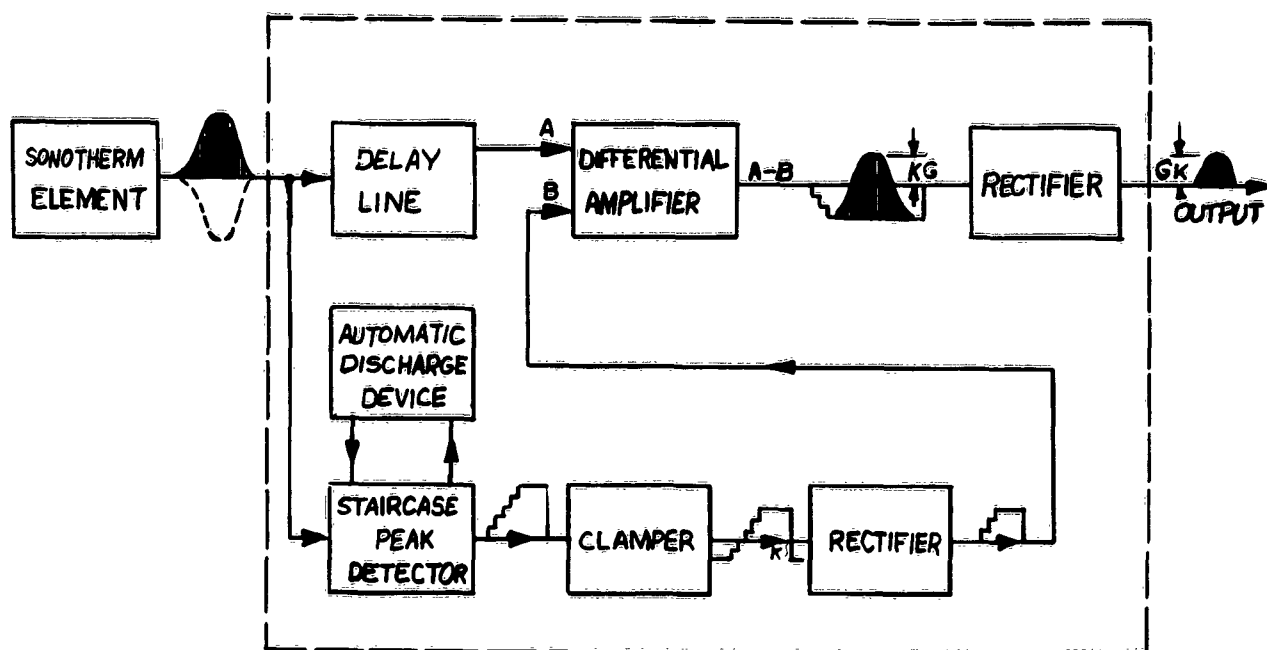 SONOTHERM
ELEMENT
DELAY
LINE
A
B
DIFFERENTIAL
AMPLIFIER
A-B
KG
RECTIFIER
GK
OUTPUT
AUTOMATIC
DISCHARGE
DEVICE
STAIRCASE
PEAK
DETECTOR
CLAMPER
K
RECTIFIER